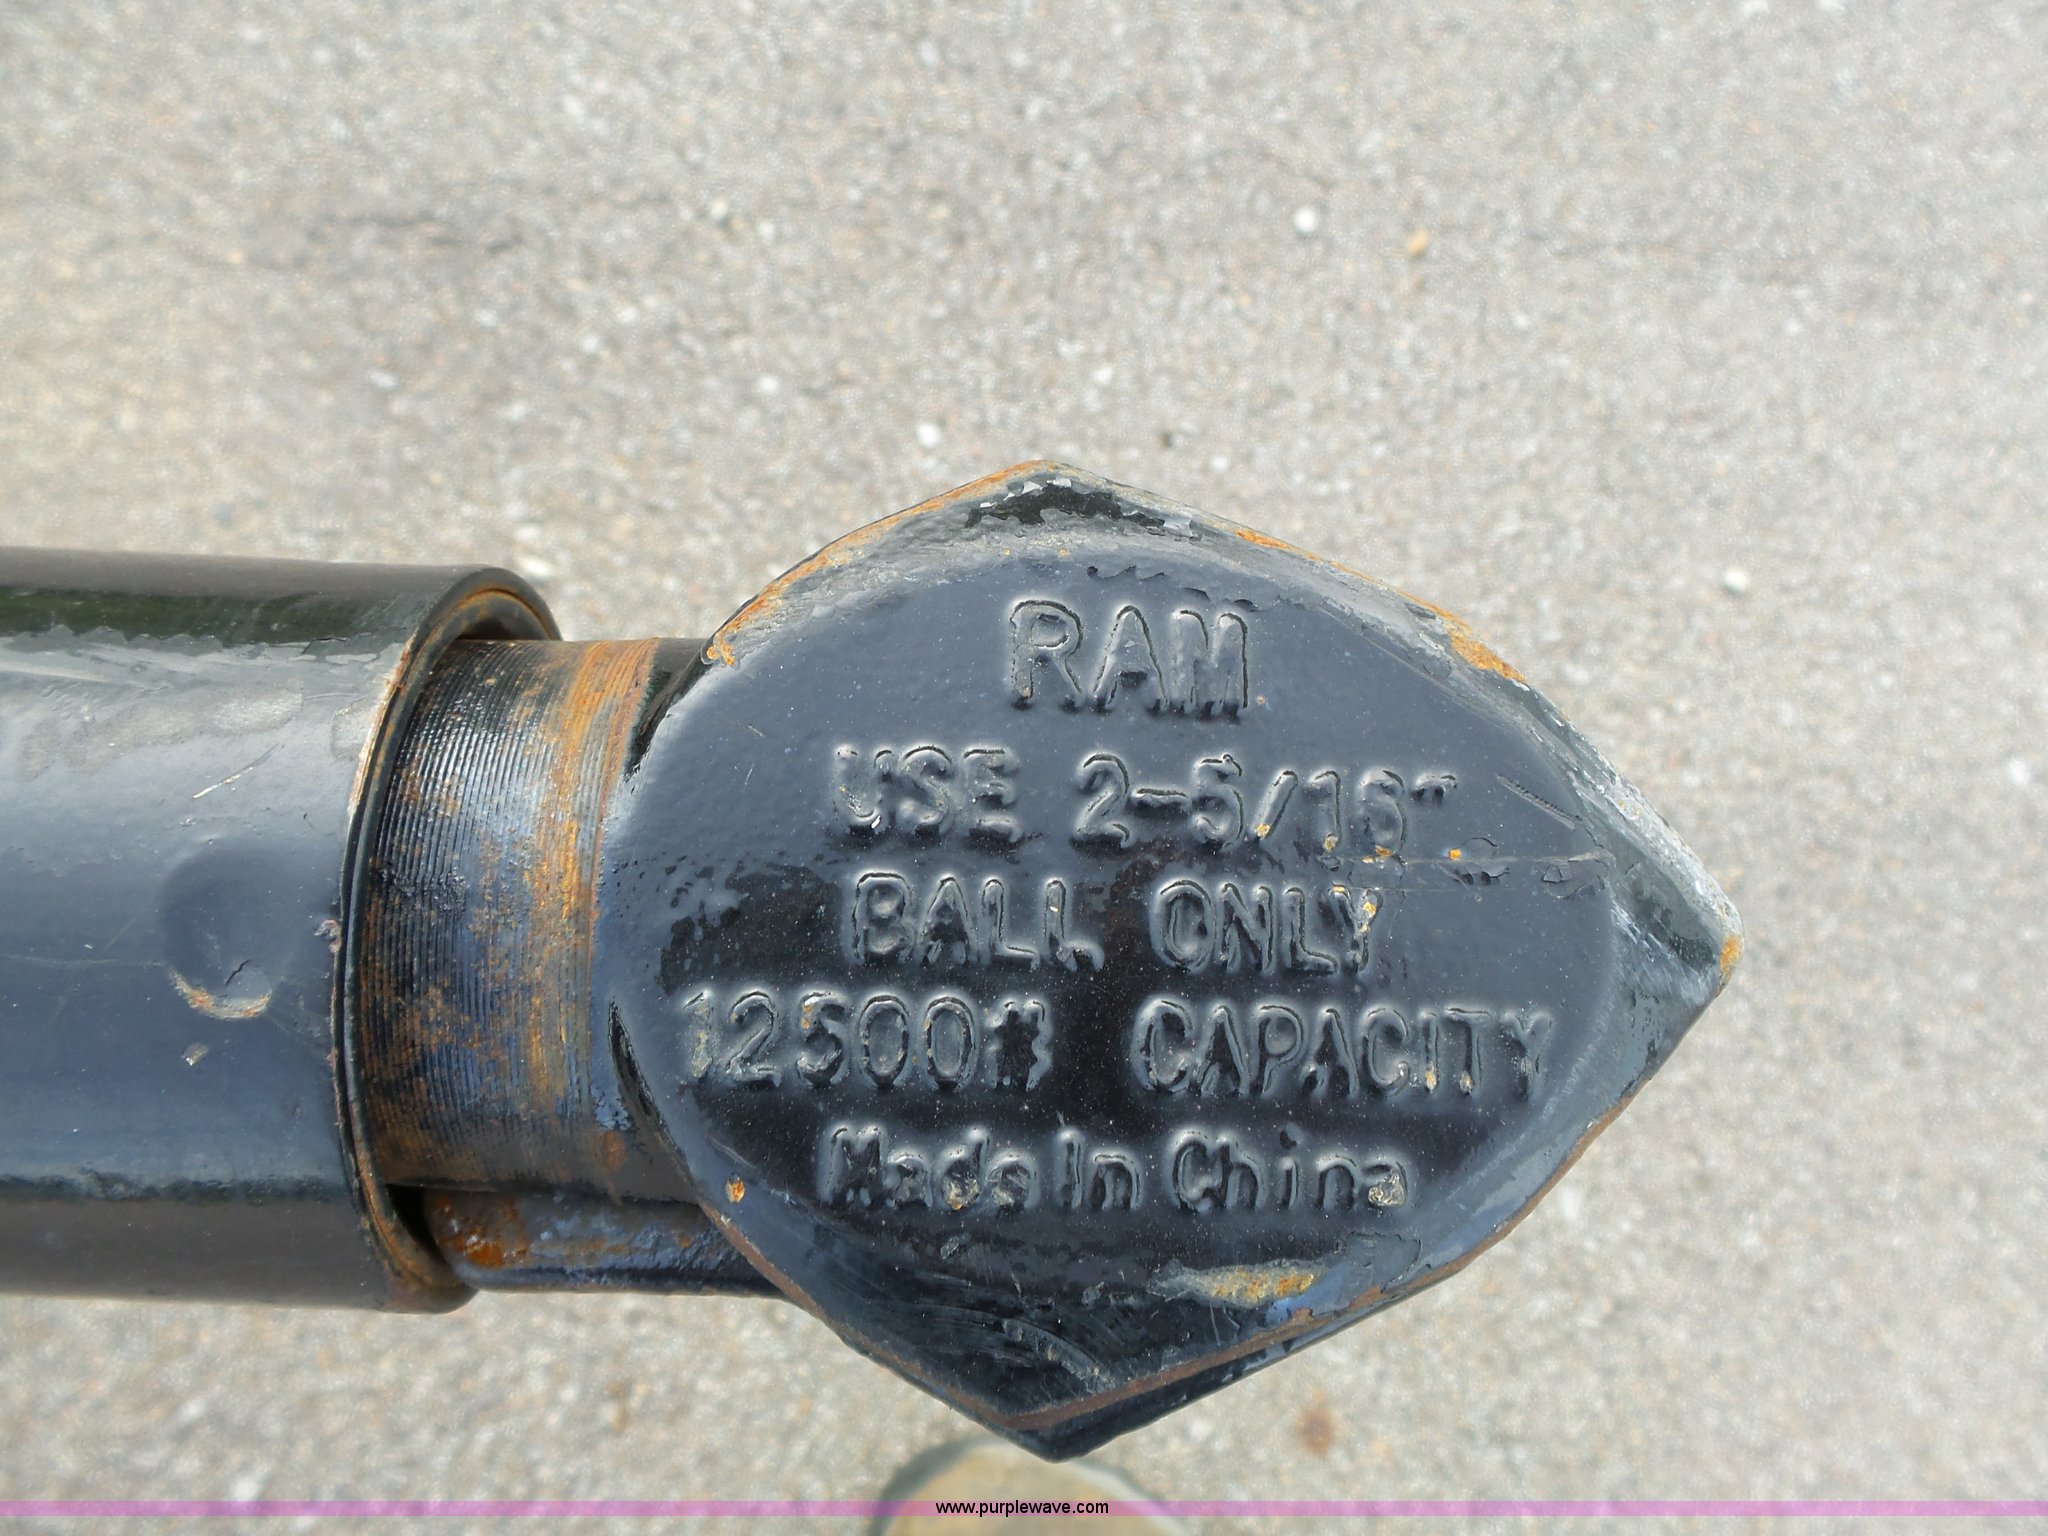 RAM
USE 2-5/16"
BALL ONLY
12500# CAPACITY
Made In China
www.purplewave.com